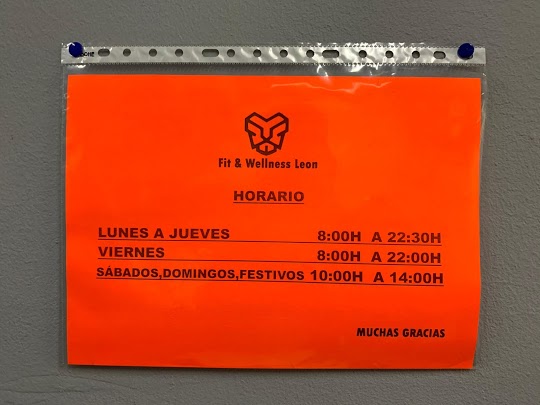 Fit & Wellness Leon
HORARIO
LUNES A JUEVES 8:00H A 22:30H
VIERNES 8:00H A 22:00H
SÁBADOS,DOMINGOS,FESTIVOS 10:00H A 14:00H
MUCHAS GRACIAS